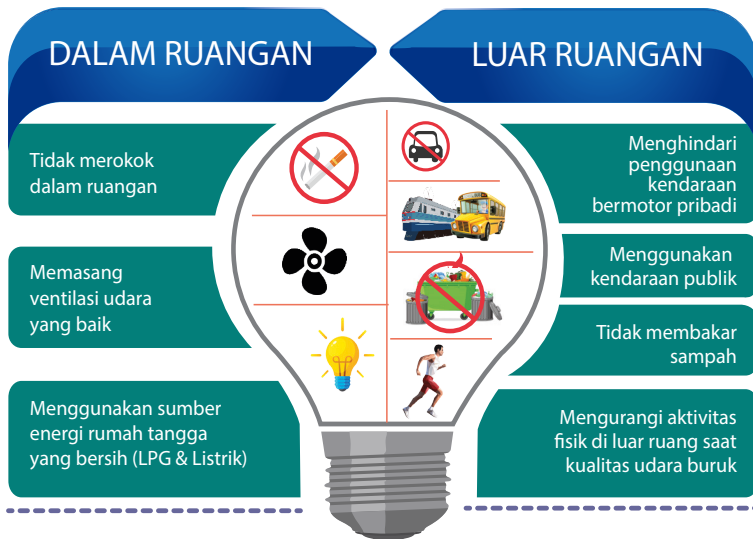 DALAM RUANGAN
Tidak merokok
dalam ruangan
Memasang
ventilasi udara
yang baik
Menggunakan sumber
energi rumah tangga
yang bersih (LPG & Listrik)
LUAR RUANGAN
Menghindari
penggunaan
kendaraan
bermotor pribadi
Menggunakan
kendaraan publik
Tidak membakar
sampah
Mengurangi aktivitas
fisik di luar ruang saat
kualitas udara buruk